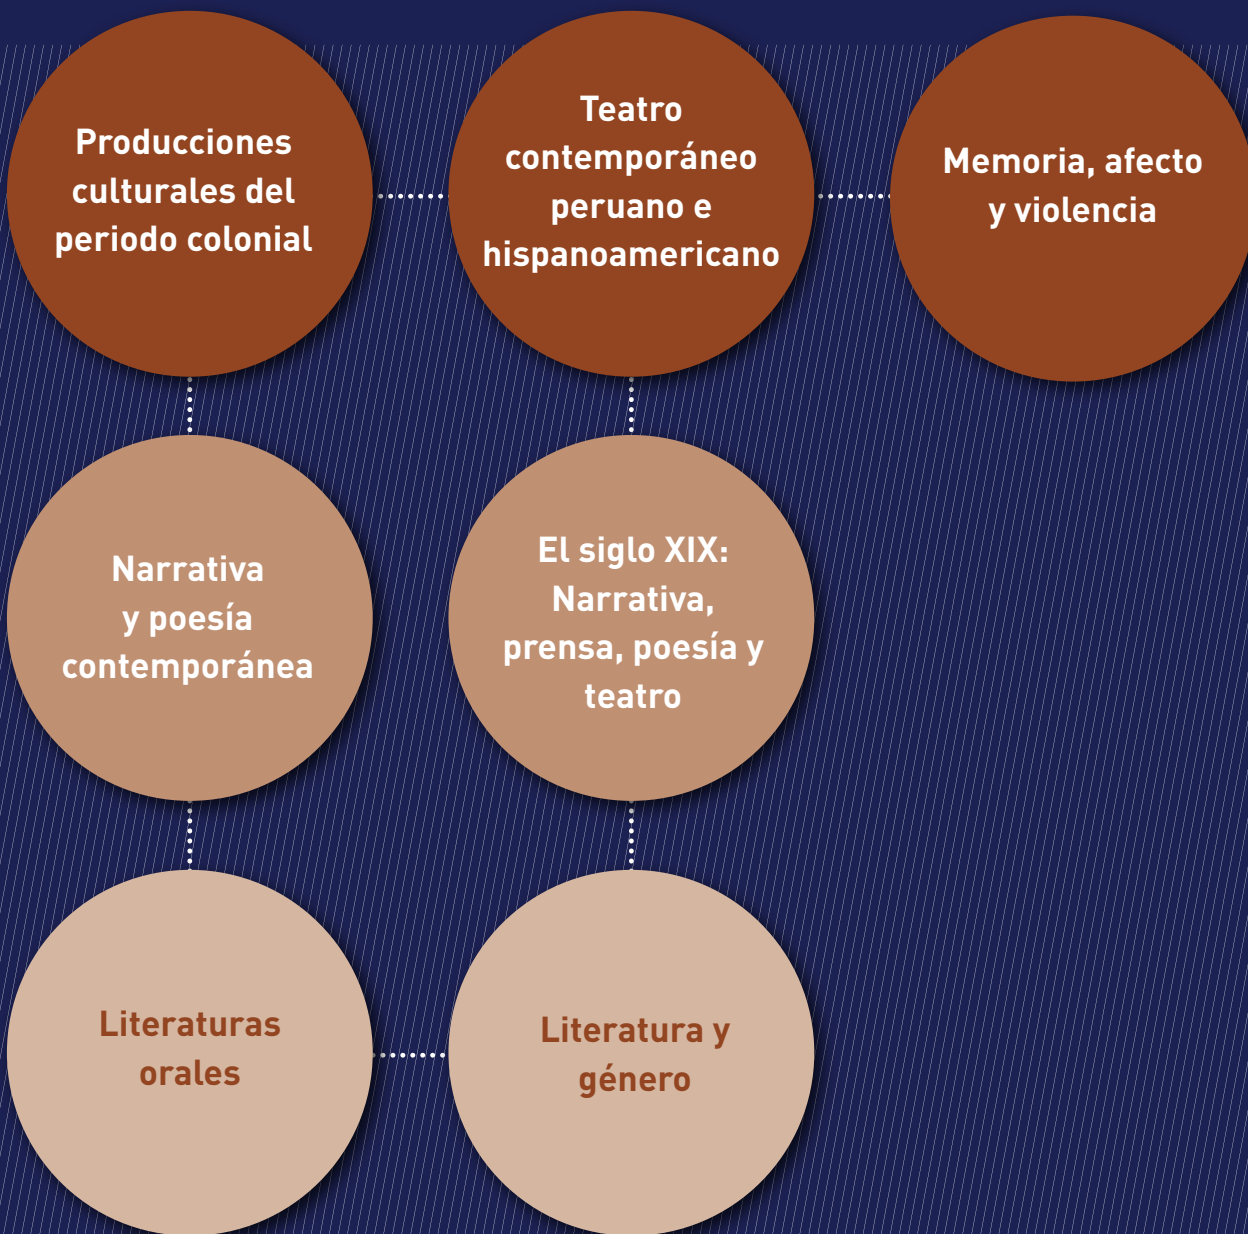 Producciones
culturales del
periodo colonial
Teatro
contemporáneo
peruano e
hispanoamericano
Memoria, afecto
y violencia
Narrativa
y poesía
contemporánea
El siglo XIX:
Narrativa,
prensa, poesía y
teatro
Literaturas
orales
Literatura y
género